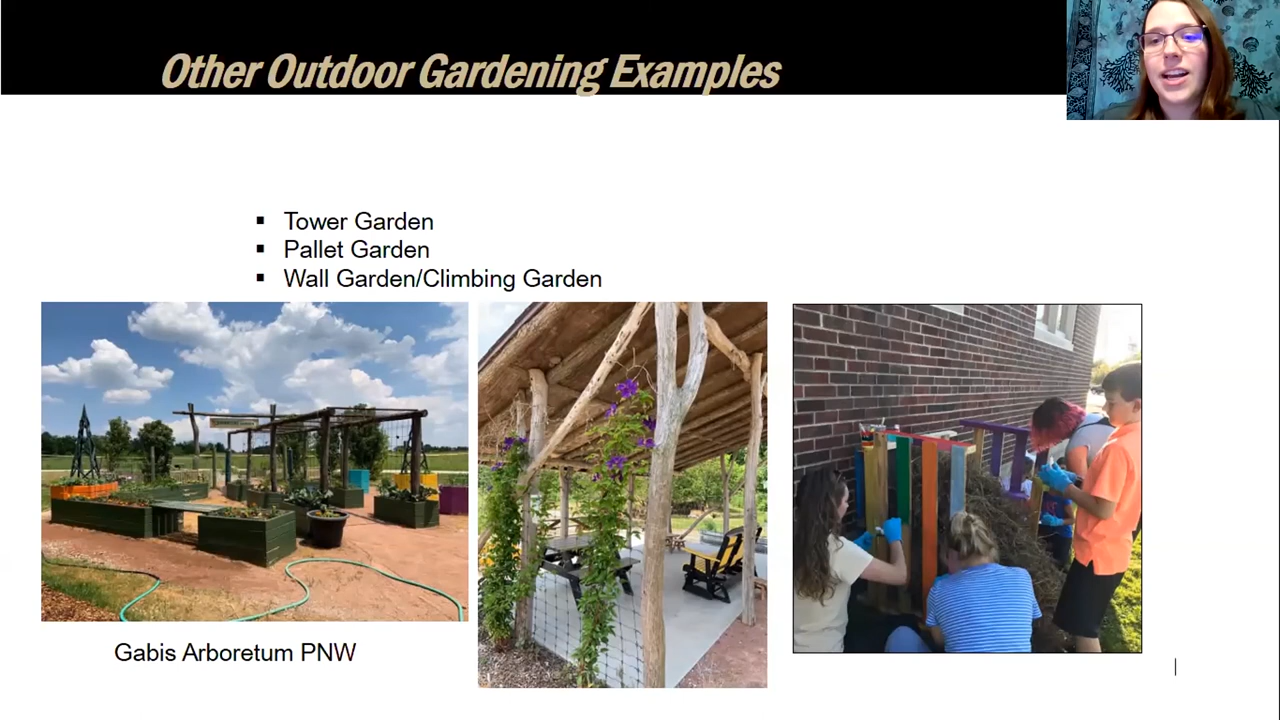 Other Outdoor Gardening Examples
Tower Garden
Pallet Garden
Wall Garden/Climbing Garden
Gabis Arboretum PNW